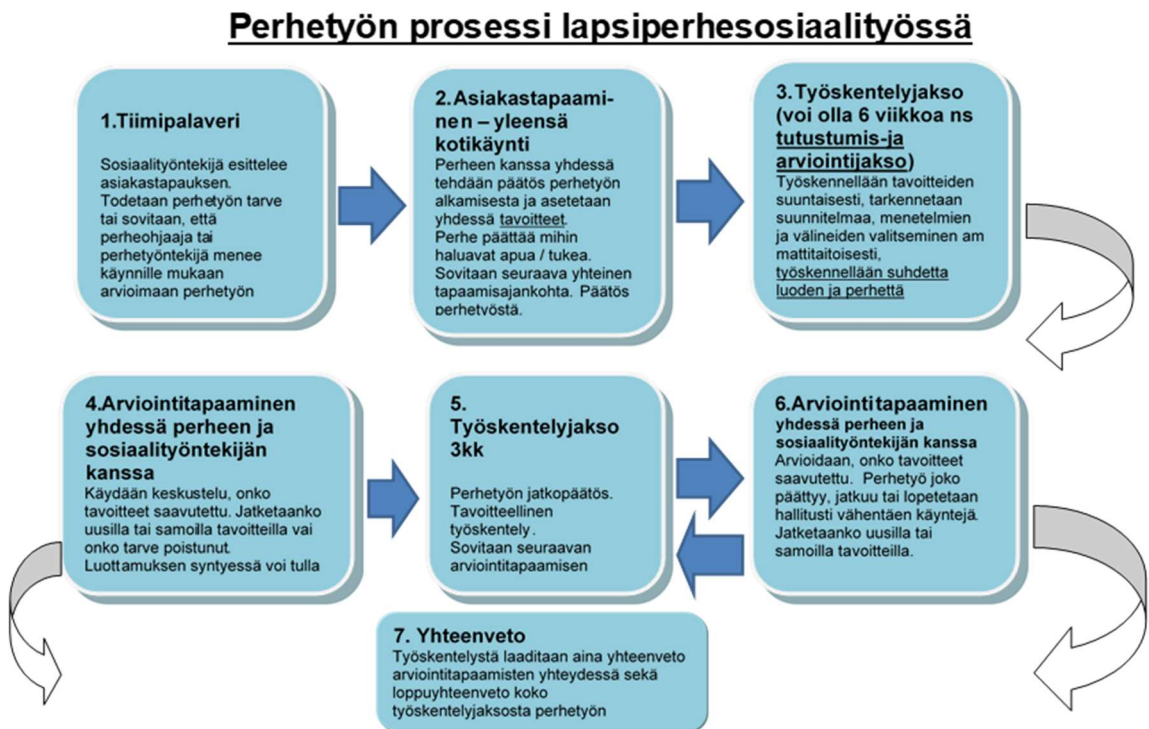 Perhetyön prosessi lapsiperhesosiaalityössä
1.Tiimipalaveri
Sosiaalityöntekijä esittelee
asiakastapauksen.
Todetaan perhetyön tarve
tai sovitaan, että
perheohjaaja tai
perhetyöntekijä menee
käynnille mukaan
arvioimaan perhetyön
2.Asiakastapaami-
nen – yleensä
kotikäynti
Perheen kanssa yhdessä
tehdään päätös perhetyön
alkamisesta ja asetetaan
yhdessä tavoitteet.
Perhe päättää mihin
haluavat apua / tukea.
Sovitaan seuraava yhteinen
tapaamisajankohta. Päätös
perhetyöstä.
3.Työskentelyjakso
(voi olla 6 viikkoa ns
tutustumis-ja
arviointijakso)
Työskennellään tavoitteiden
suuntaisesti, tarkennetaan
suunnitelmaa, menetelmien
ja välineiden valitseminen am
mattitaitoisesti,
työskennellään suhdetta
luoden ja perhettä
4.Arviointitapaaminen
yhdessä perheen ja
sosiaalityöntekijän
kanssa
Käydään keskustelu, onko
tavoitteet saavutettu. Jatketaanko
uusilla tai samoilla tavoitteilla vai
onko tarve poistunut.
Luottamuksen syntyessä voi tulla
5.
Työskentelyjakso
3kk
Perhetyön jatkopäätös.
Tavoitteellinen
työskentely.
Sovitaan seuraavan
arviointitapaamisen
6.Arviointitapaaminen
yhdessä perheen ja
sosiaalityöntekijän kanssa
Arvioidaan, onko tavoitteet
saavutettu. Perhetyö joko
päättyy, jatkuu tai lopetetaan
hallitusti vähentäen käyntejä.
Jatketaanko uusilla tai
samoilla tavoitteilla.
7. Yhteenveto
Työskentelystä laaditaan aina yhteenveto
arviointitapaamisten yhteydessä sekä
loppuyhteenveto koko
työskentelyjaksosta perhetyön